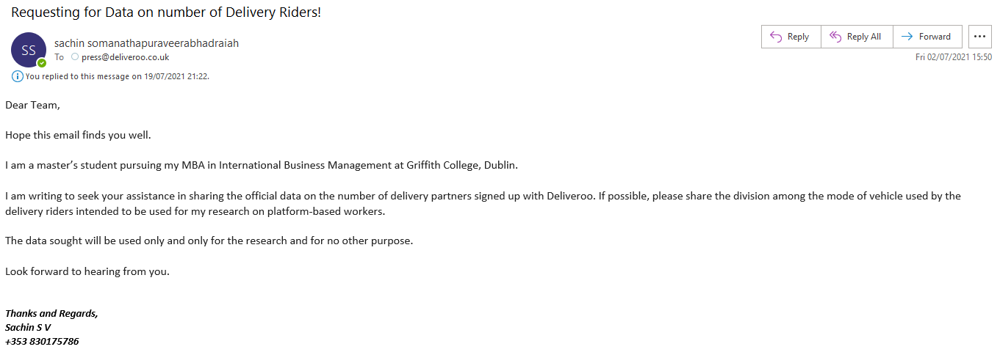 Requesting for Data on number of Delivery Riders!
SS
sachin somanathapuraveerabhadraiah
To press@deliveroo.co.uk
Reply
Reply All
Forward
Fri 02/07/2021 15:50
You replied to this message on 19/07/2021 21:22.
Dear Team,
Hope this email finds you well.
I am a master’s student pursuing my MBA in International Business Management at Griffith College, Dublin.
I am writing to seek your assistance in sharing the official data on the number of delivery partners signed up with Deliveroo. If possible, please share the division among the mode of vehicle used by the
delivery riders intended to be used for my research on platform-based workers.
The data sought will be used only and only for the research and for no other purpose.
Look forward to hearing from you.
Thanks and Regards,
Sachin S V
+353 830175786